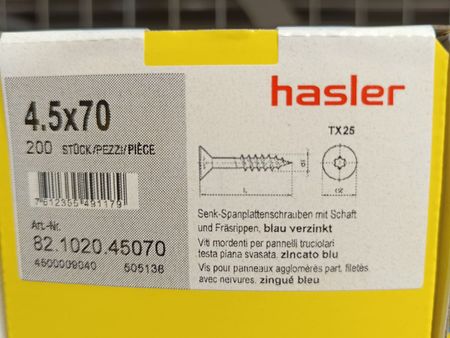 hasler
4.5x70
200 STÜCK/PEZZI/PIÈCE
TX25
7612365491179
L
Art.-Nr.
82.1020.45070
4500009040 505136
Senk-Spanplattenschrauben mit Schaft
und Fräsrippen, blau verzinkt
Viti mordenti per pannelli truciolari
testa piana svasata, zincato blu
Vis pour panneaux agglomérés part. filetés
avec nervures, zingué bleu